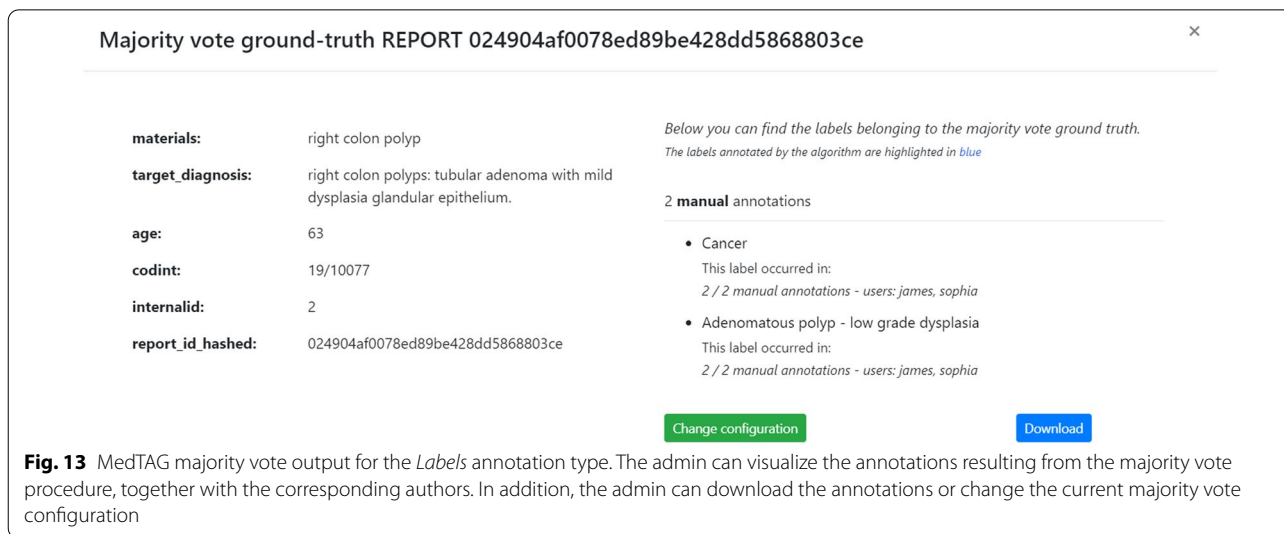 Majority vote ground-truth REPORT 024904af0078ed89be428dd5868803ce
×
materials: right colon polyp
target_diagnosis: right colon polyps: tubular adenoma with mild
dysplasia glandular epithelium.
age: 63
codint: 19/10077
internalid: 2
report_id_hashed: 024904af0078ed89be428dd5868803ce
Below you can find the labels belonging to the majority vote ground truth.
The labels annotated by the algorithm are highlighted in blue
2 manual annotations
• Cancer
This label occurred in:
2 / 2 manual annotations - users: james, sophia
• Adenomatous polyp - low grade dysplasia
This label occurred in:
2 / 2 manual annotations - users: james, sophia
Change configuration
Download
Fig. 13 MedTAG majority vote output for the Labels annotation type. The admin can visualize the annotations resulting from the majority vote
procedure, together with the corresponding authors. In addition, the admin can download the annotations or change the current majority vote
configuration